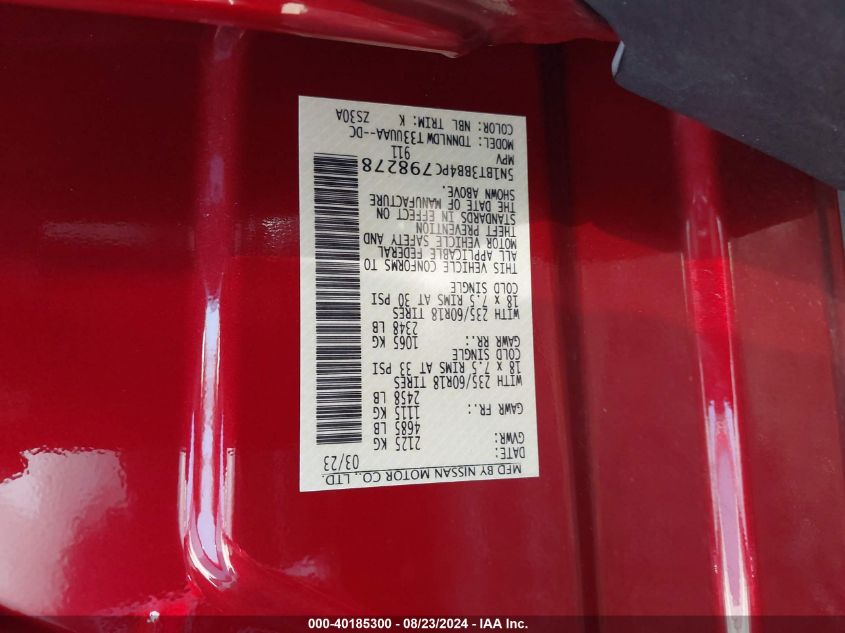 MFD BY NISSAN MOTOR CO., LTD.
DATE: 03/23
GVWR: 2125 KG
4685 LB
GAWR FR.: 1115 KG
2458 LB
WITH 235/60R18 TIRES
18 x 7.5 RIMS AT 33 PSI
COLD SINGLE
GAWR RR.: 1065 KG
2348 LB
WITH 235/60R18 TIRES
18 x 7.5 RIMS AT 30 PSI
COLD SINGLE
THIS VEHICLE CONFORMS TO
ALL APPLICABLE FEDERAL
MOTOR VEHICLE SAFETY AND
THEFT PREVENTION
STANDARDS IN EFFECT ON
THE DATE OF MANUFACTURE
SHOWN ABOVE.
5N1BT3BB4PC798278
MPV 911
MODEL: TDNNLDW T33UUAA--DC
COLOR: NBL TRIM: K ZS30A
000-40185300 - 08/23/2024 - IAA Inc.